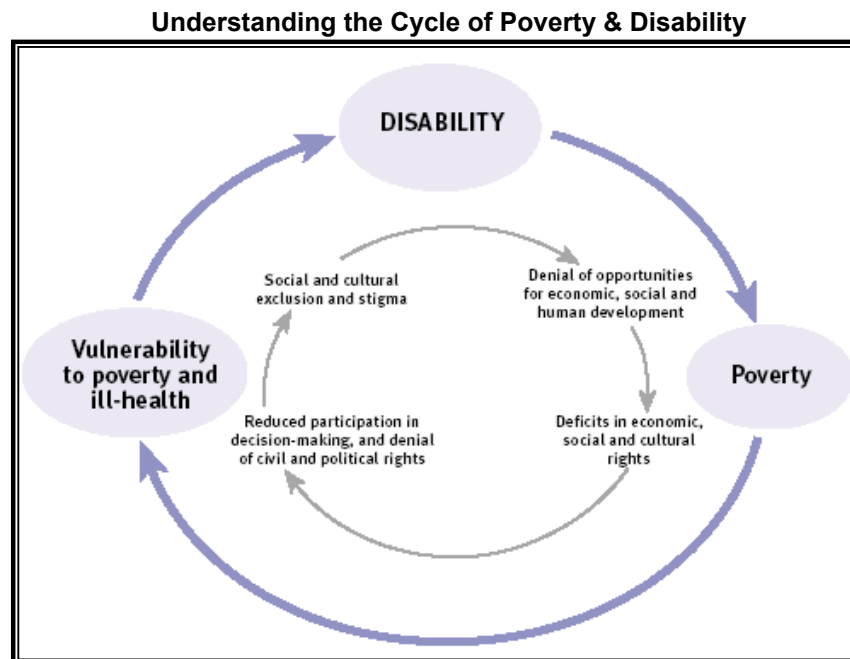 Understanding the Cycle of Poverty & Disability
DISABILITY
Social and cultural
exclusion and stigma
Denial of opportunities
for economic, social and
human development
Vulnerability
to poverty and
ill-health
Poverty
Reduced participation in
decision-making, and denial
of civil and political rights
Deficits in economic,
social and cultural
rights